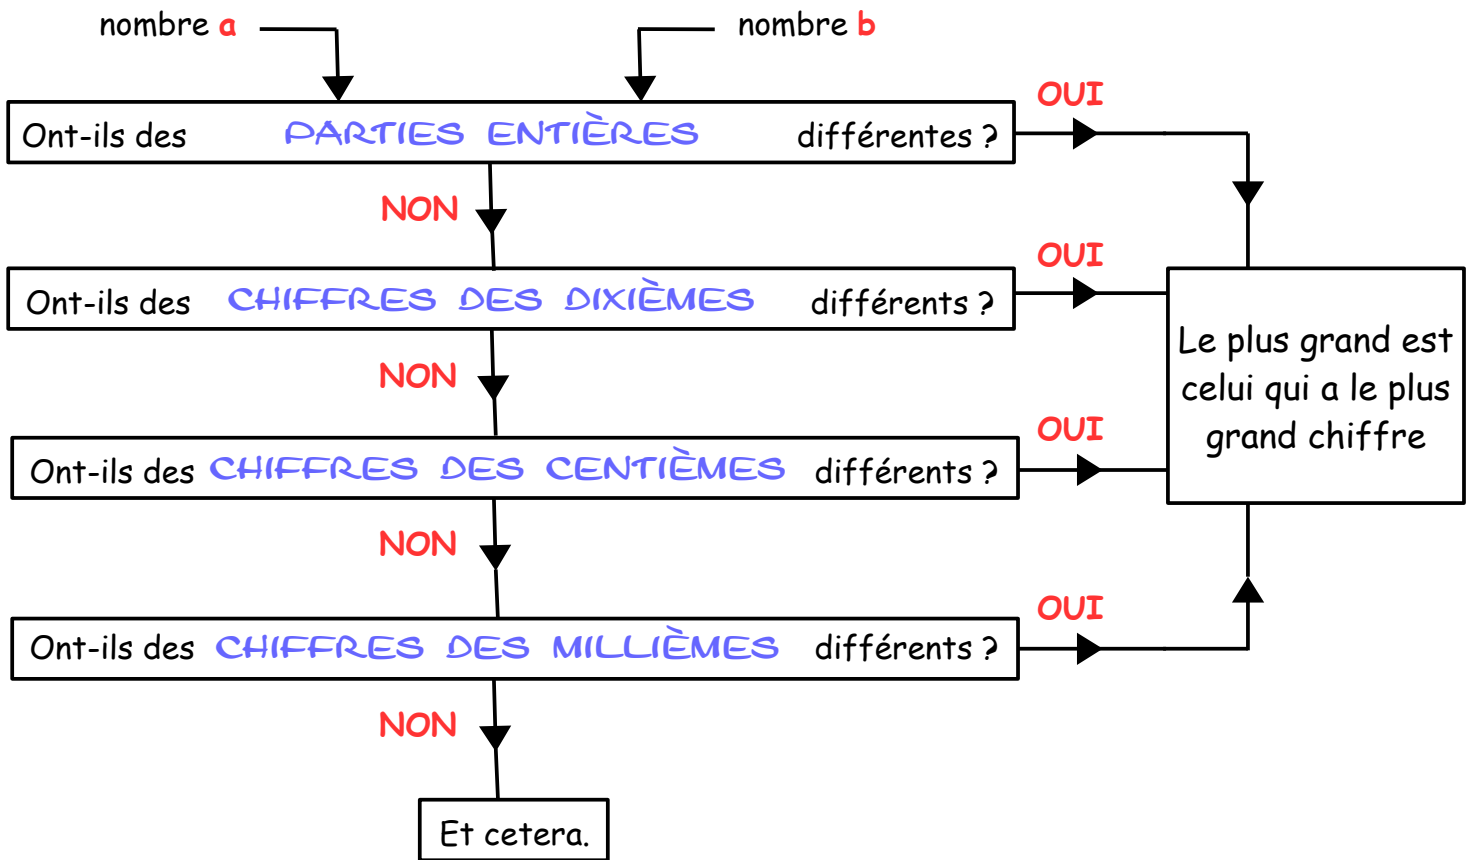 nombre a
nombre b
Ont-ils des PARTIES ENTIÈRES différentes ?
OUI
NON
Ont-ils des CHIFFRES DES DIXIÈMES différents ?
OUI
NON
Ont-ils des CHIFFRES DES CENTIÈMES différents ?
OUI
NON
Ont-ils des CHIFFRES DES MILLIÈMES différents ?
OUI
NON
Et cetera.
Le plus grand est
celui qui a le plus
grand chiffre